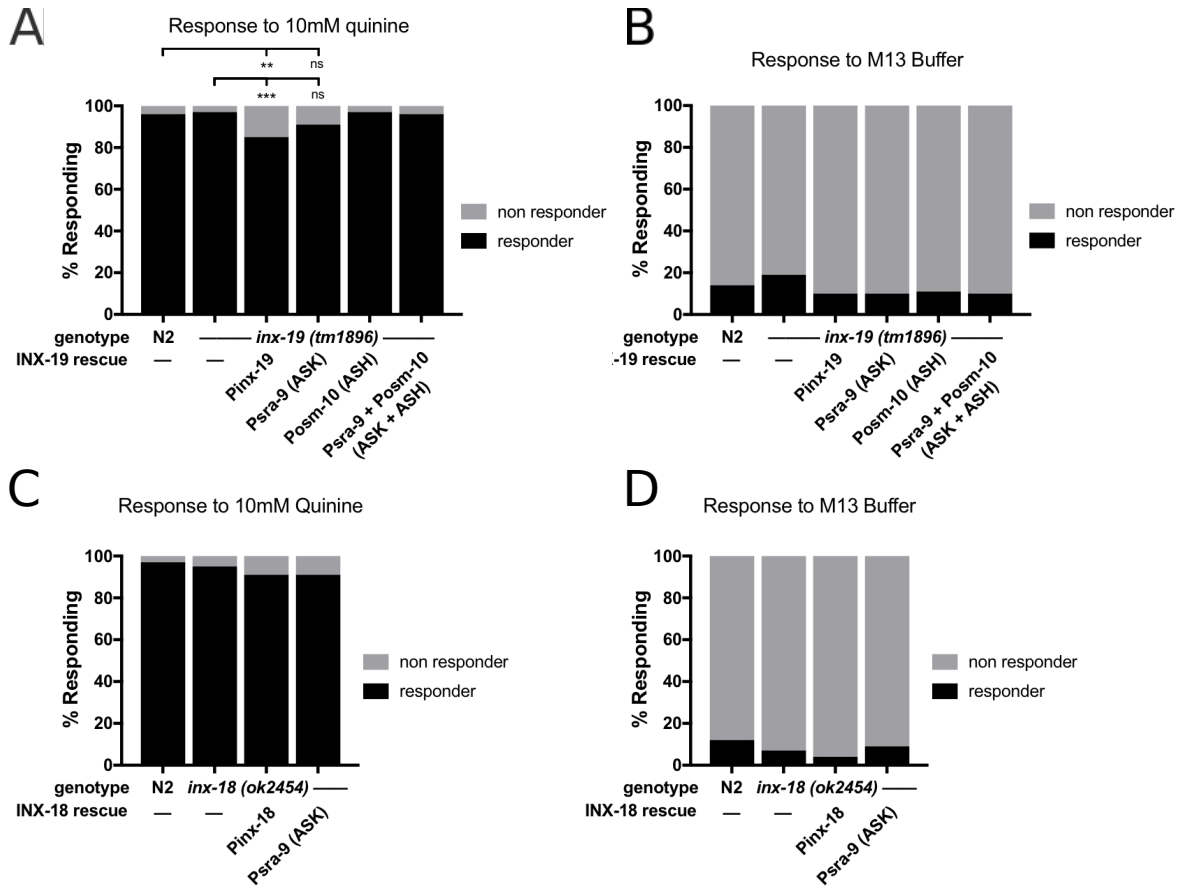 A
Response to 10mM quinine
** ns
*** ns
% Responding
100
80
60
40
20
0
non responder
responder
genotype N2 inx-19 (tm1896)
INX-19 rescue — —
Pinx-19
Psra-9 (ASK)
Posm-10 (ASH)
Psra-9 + Posm-10
(ASK + ASH)
B
Response to M13 Buffer
% Responding
100
80
60
40
20
0
non responder
responder
genotype N2 inx-19 (tm1896)
-19 rescue — —
Pinx-19
Psra-9 (ASK)
Posm-10 (ASH)
Psra-9 + Posm-10
(ASK + ASH)
C
Response to 10mM Quinine
% Responding
100
80
60
40
20
0
non responder
responder
genotype N2 inx-18 (ok2454)
INX-18 rescue — —
Pinx-18
Psra-9 (ASK)
D
Response to M13 Buffer
% Responding
100
80
60
40
20
0
non responder
responder
genotype N2 inx-18 (ok2454)
INX-18 rescue — —
Pinx-18
Psra-9 (ASK)